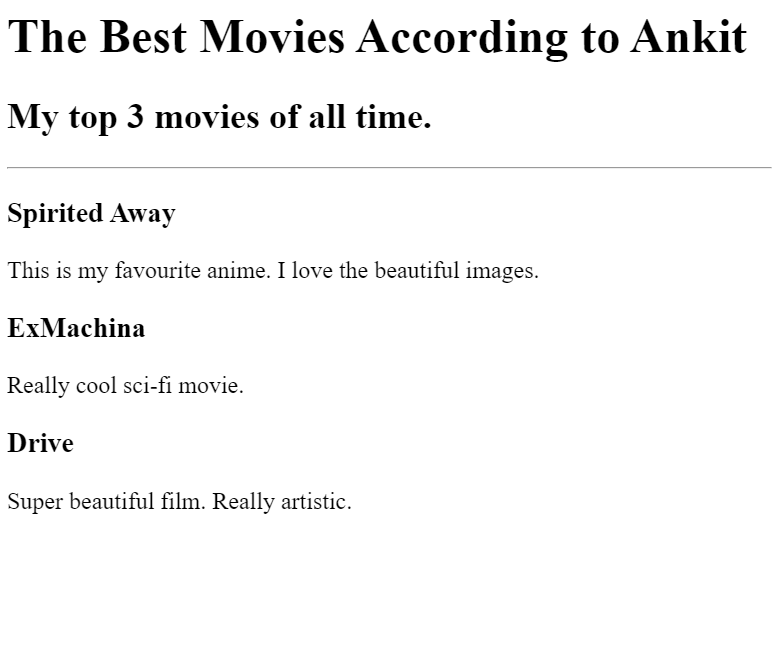 The Best Movies According to Ankit
My top 3 movies of all time.
Spirited Away
This is my favourite anime. I love the beautiful images.
ExMachina
Really cool sci-fi movie.
Drive
Super beautiful film. Really artistic.